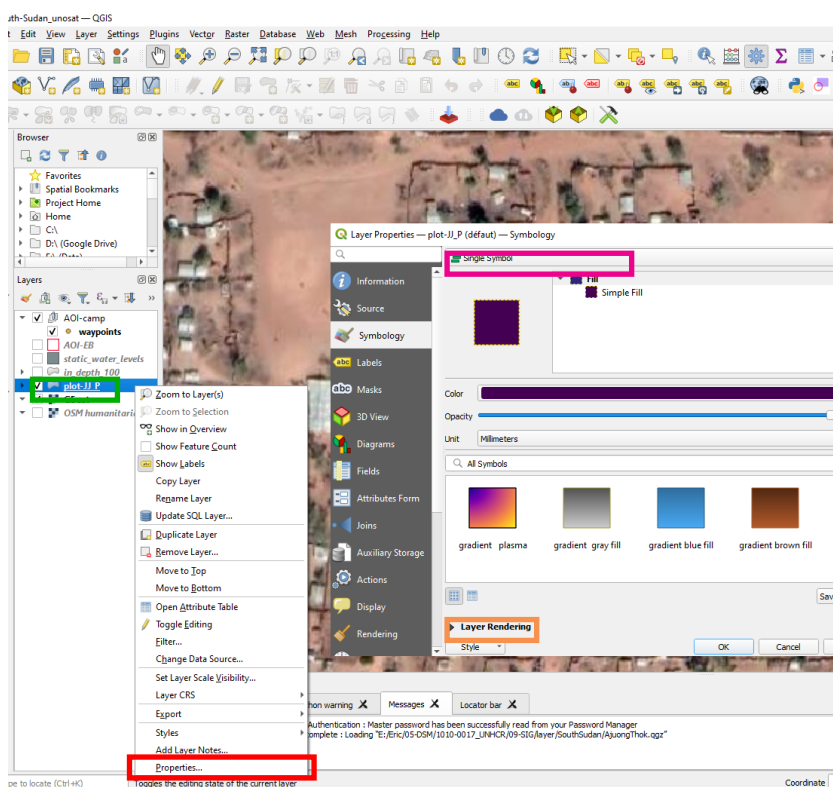 uth-Sudan_unosat — QGIS
t Edit View Layer Settings Plugins Vector Raster Database Web Mesh Processing Help
Browser
Favorites
Spatial Bookmarks
Project Home
Home
C:\
D:\ (Google Drive)
E:\ (Data)
Layers
AOI-camp
waypoints
AOI-EB
static_water_levels
in_depth_100
plot-JJ_P
OSM humanitari
Zoom to Layer(s)
Zoom to Selection
Show in Overview
Show Feature Count
Show Labels
Copy Layer
Rename Layer
Update SQL Layer...
Duplicate Layer
Remove Layer...
Move to Top
Move to Bottom
Open Attribute Table
Toggle Editing
Filter...
Change Data Source...
Set Layer Scale Visibility...
Layer CRS
Export
Styles
Add Layer Notes...
Properties...
Layer Properties — plot-JJ_P (défaut) — Symbology
Information
Source
Symbology
Labels
Masks
3D View
Diagrams
Fields
Attributes Form
Joins
Auxiliary Storage
Actions
Display
Rendering
Single Symbol
Fill
Simple Fill
Color
Opacity
Unit Millimeters
All Symbols
gradient plasma gradient gray fill gradient blue fill gradient brown fill
Sav
Layer Rendering
Style OK Cancel
hon warning Messages Locator bar
Authentication : Master password has been successfully read from your Password Manager
omplete : Loading "E:/Eric/05-DSM/1010-0017_UNHCR/09-SIG/layer/SouthSudan/AjuongThok.qgz"
pe to locate (Ctrl+K) Toggles the editing state of the current layer Coordinate